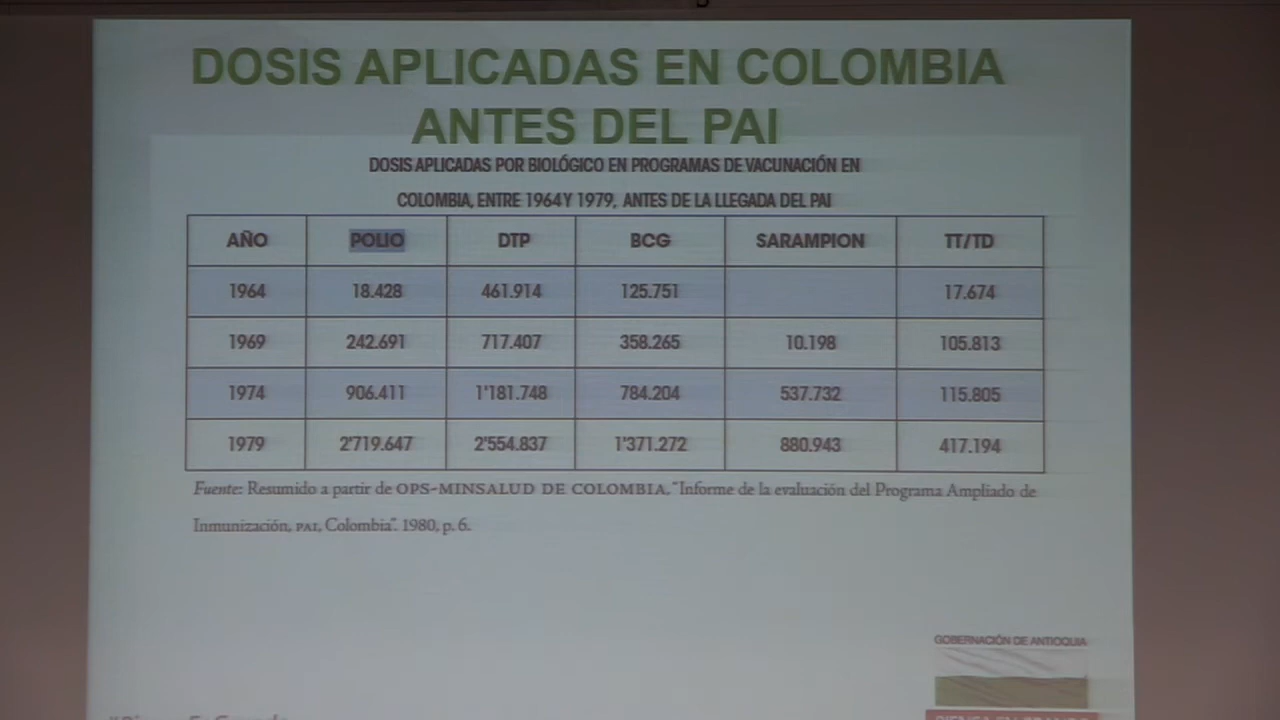 DOSIS APLICADAS EN COLOMBIA
ANTES DEL PAI
DOSIS APLICADAS POR BIOLÓGICO EN PROGRAMAS DE VACUNACIÓN EN
COLOMBIA, ENTRE 1964 Y 1979, ANTES DE LA LLEGADA DEL PAI
AÑO POLIO DTP BCG SARAMPION TT/TD
1964 18.428 461.914 125.751 17.674
1969 242.691 717.407 358.265 10.198 105.813
1974 906.411 1'181.748 784.204 537.732 115.805
1979 2'719.647 2'554.837 1'371.272 880.943 417.194
Fuente: Resumido a partir de OPS-MINSALUD DE COLOMBIA, "Informe de la evaluación del Programa Ampliado de
Inmunización, PAI, Colombia". 1980, p. 6.
GOBERNACIÓN DE ANTIOQUIA